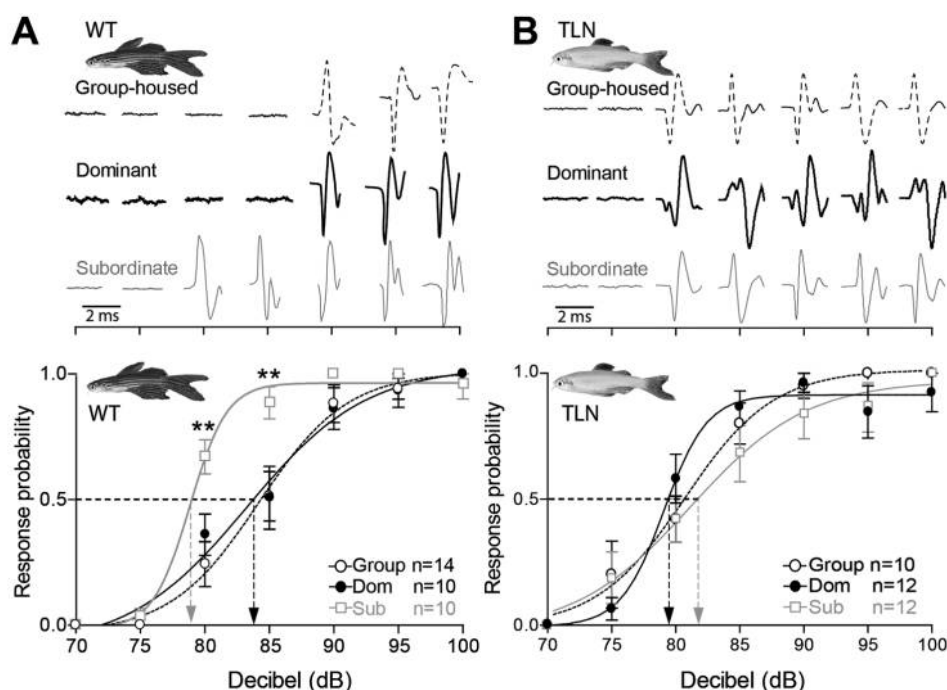 A
WT
Group-housed
Dominant
Subordinate
2 ms
1.0
0.5
0.0
Response probability
**
**
WT
Group n=14
Dom n=10
Sub n=10
70 75 80 85 90 95 100
Decibel (dB)
B
TLN
Group-housed
Dominant
Subordinate
2 ms
1.0
0.5
0.0
Response probability
TLN
Group n=10
Dom n=12
Sub n=12
70 75 80 85 90 95 100
Decibel (dB)